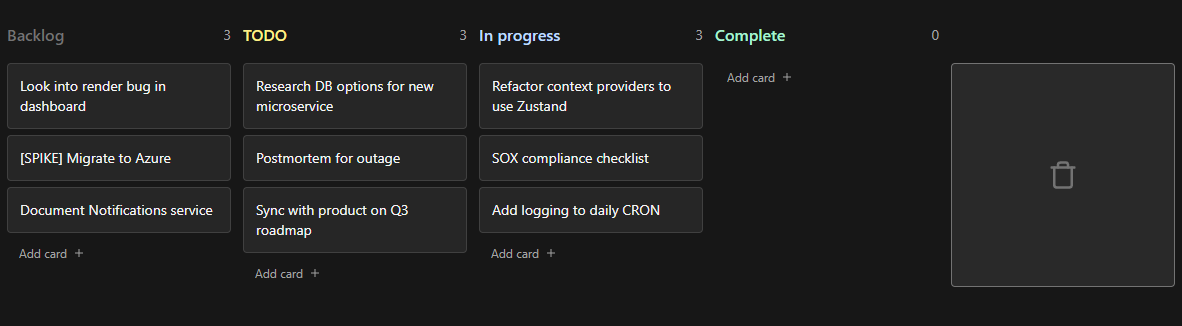 Backlog 3
Look into render bug in
dashboard
[SPIKE] Migrate to Azure
Document Notifications service
Add card +
TODO 3
Research DB options for new
microservice
Postmortem for outage
Sync with product on Q3
roadmap
Add card +
In progress 3
Refactor context providers to
use Zustand
SOX compliance checklist
Add logging to daily CRON
Add card +
Complete 0
Add card +